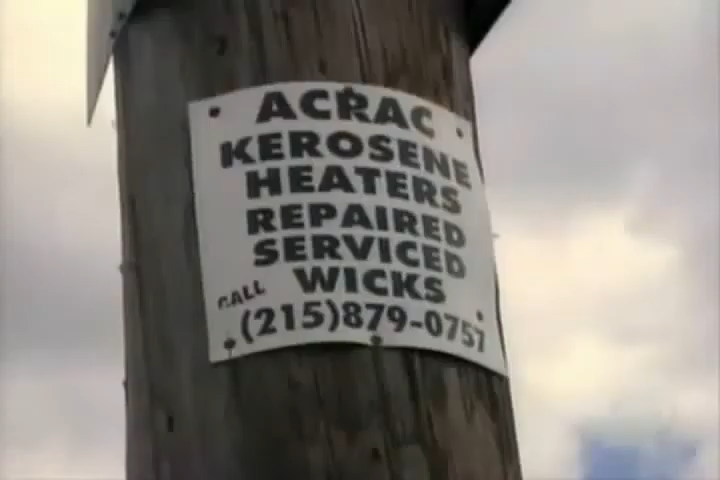 ACRAC
KEROSENE
HEATERS
REPAIRED
SERVICED
WICKS
CALL
(215)879-0757